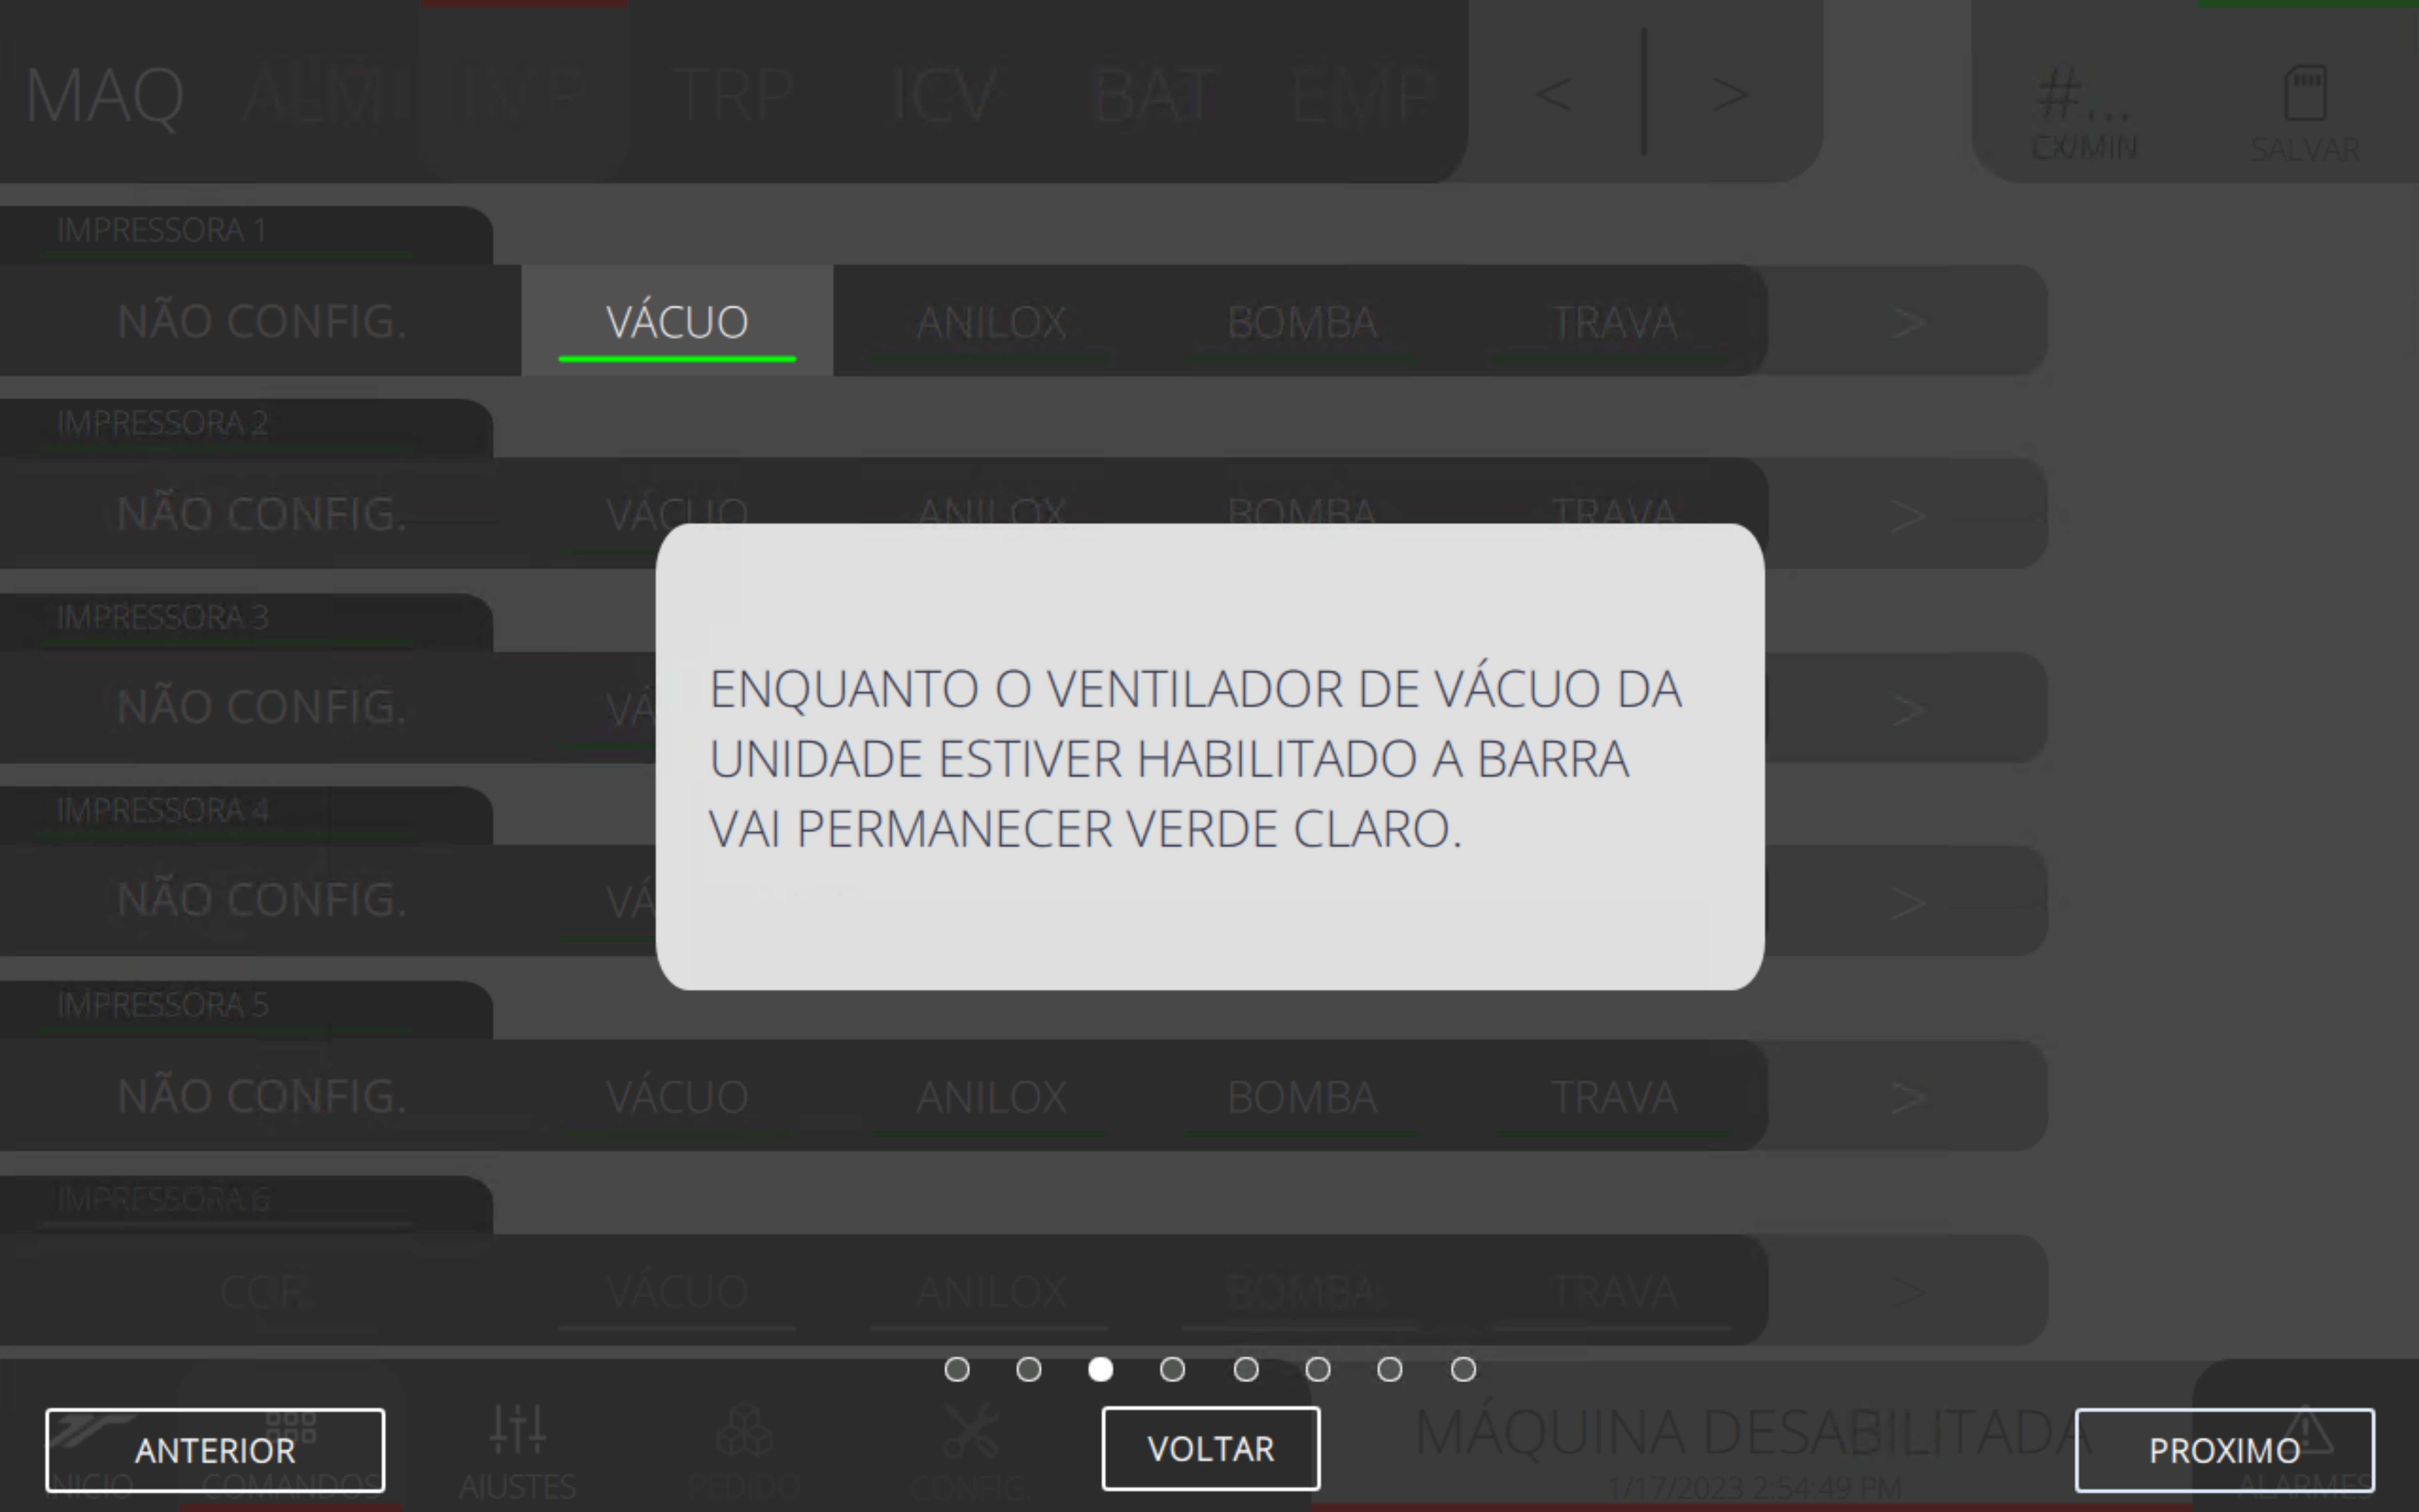 MAQ ALM IMP TRP ICV BAT EMP < > #... CX/MIN SALVAR
IMPRESSORA 1
NÃO CONFIG. VÁCUO ANILOX BOMBA TRAVA >
IMPRESSORA 2
NÃO CONFIG. VÁCUO ANILOX BOMBA TRAVA >
IMPRESSORA 3
NÃO CONFIG. VÁ >
IMPRESSORA 4
NÃO CONFIG. VÁ >
ENQUANTO O VENTILADOR DE VÁCUO DA
UNIDADE ESTIVER HABILITADO A BARRA
VAI PERMANECER VERDE CLARO.
IMPRESSORA 5
NÃO CONFIG. VÁCUO ANILOX BOMBA TRAVA >
IMPRESSORA 6
COR VÁCUO ANILOX BOMBA TRAVA >
ANTERIOR VOLTAR MÁQUINA DESABILITADA PROXIMO
INICIO COMANDOS AJUSTES PEDIDO CONFIG. 1/17/2023 2:54:49 PM ALARMES